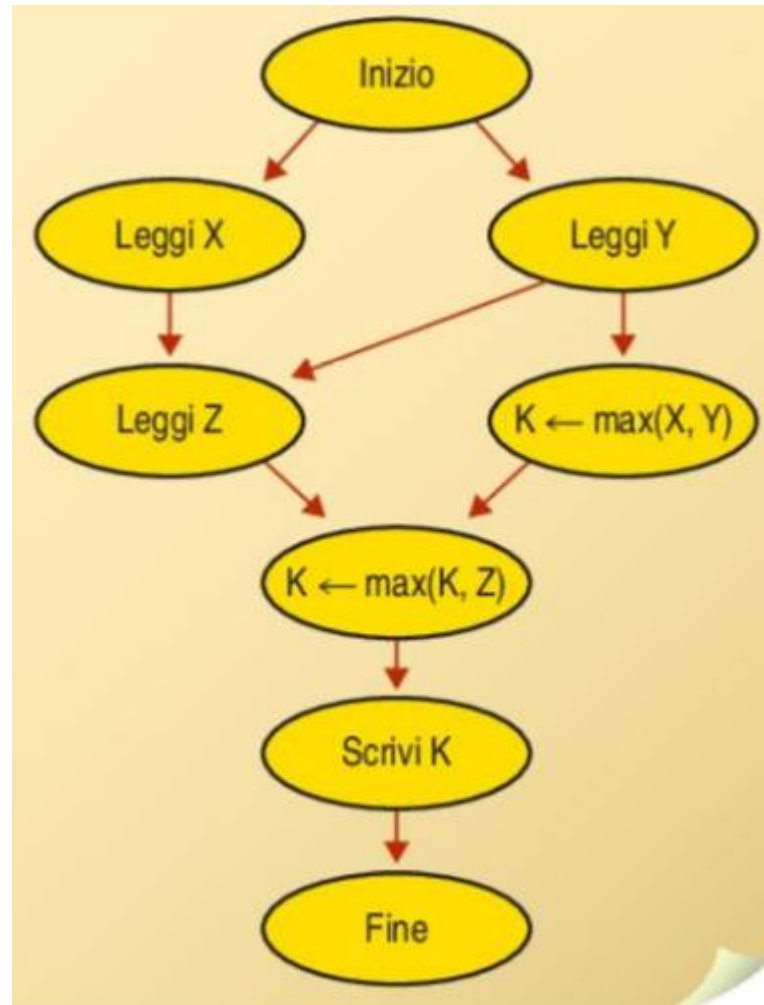 Inizio
Leggi X
Leggi Y
Leggi Z
K ← max(X, Y)
K ← max(K, Z)
Scrivi K
Fine